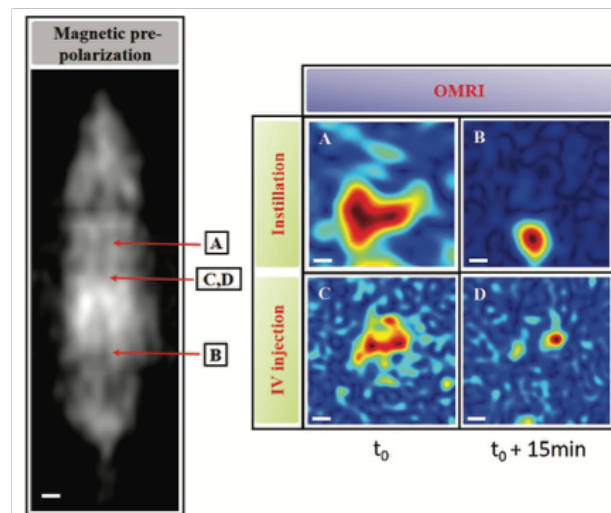 Magnetic pre-
polarization
A
C,D
B
OMRI
Instillation
A
B
IV injection
C
D
t₀
t₀ + 15min